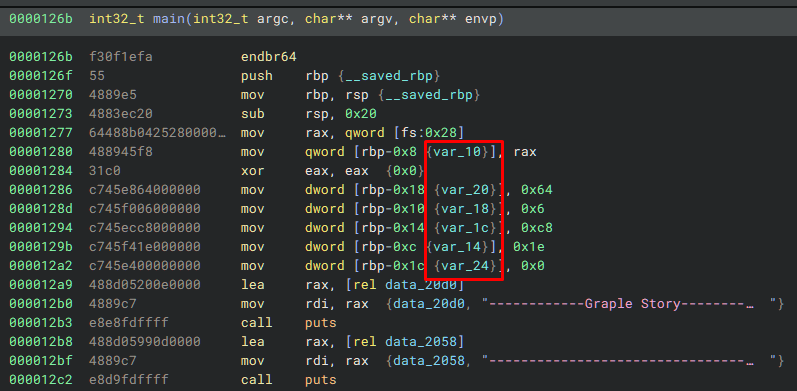 0000126b int32_t main(int32_t argc, char** argv, char** envp)
0000126b f30f1efa endbr64
0000126f 55 push rbp {__saved_rbp}
00001270 4889e5 mov rbp, rsp {__saved_rbp}
00001273 4883ec20 sub rsp, 0x20
00001277 64488b0425280000… mov rax, qword [fs:0x28]
00001280 488945f8 mov qword [rbp-0x8 {var_10}], rax
00001284 31c0 xor eax, eax {0x0}
00001286 c745e864000000 mov dword [rbp-0x18 {var_20}], 0x64
0000128d c745f006000000 mov dword [rbp-0x10 {var_18}], 0x6
00001294 c745ecc8000000 mov dword [rbp-0x14 {var_1c}], 0xc8
0000129b c745f41e000000 mov dword [rbp-0xc {var_14}], 0x1e
000012a2 c745e400000000 mov dword [rbp-0x1c {var_24}], 0x0
000012a9 488d05200e0000 lea rax, [rel data_20d0]
000012b0 4889c7 mov rdi, rax {data_20d0, "-------------Graple Story--------… "}
000012b3 e8e8fdffff call puts
000012b8 488d05990d0000 lea rax, [rel data_2058]
000012bf 4889c7 mov rdi, rax {data_2058, "---------------------------------… "}
000012c2 e8d9fdffff call puts